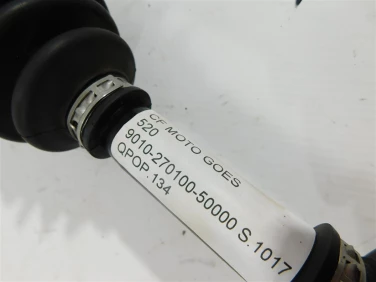 CF MOTO GOES
520
9010-270100-50000 S.1017
QPOP.134